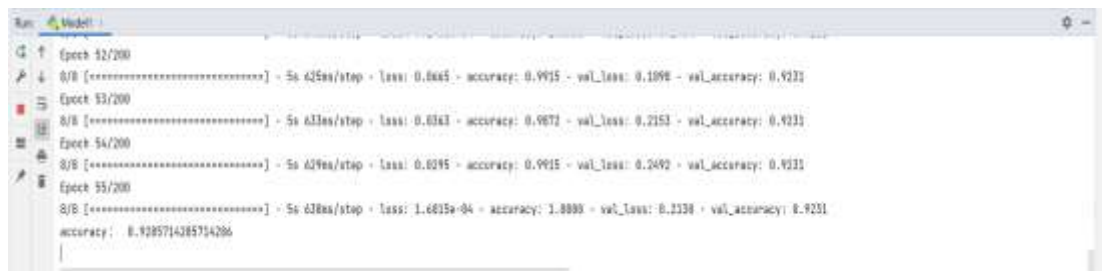 Run: Model1
Epoch 52/200
8/8 [==============================] - 5s 625ms/step - loss: 0.0665 - accuracy: 0.9915 - val_loss: 0.1898 - val_accuracy: 0.9231
Epoch 53/200
8/8 [==============================] - 5s 633ms/step - loss: 0.0363 - accuracy: 0.9872 - val_loss: 0.2153 - val_accuracy: 0.9231
Epoch 54/200
8/8 [==============================] - 5s 629ms/step - loss: 0.0295 - accuracy: 0.9915 - val_loss: 0.2492 - val_accuracy: 0.9231
Epoch 55/200
8/8 [==============================] - 5s 638ms/step - loss: 1.6815e-04 - accuracy: 1.0000 - val_loss: 0.2138 - val_accuracy: 0.9231
accuracy: 0.9285714285714286